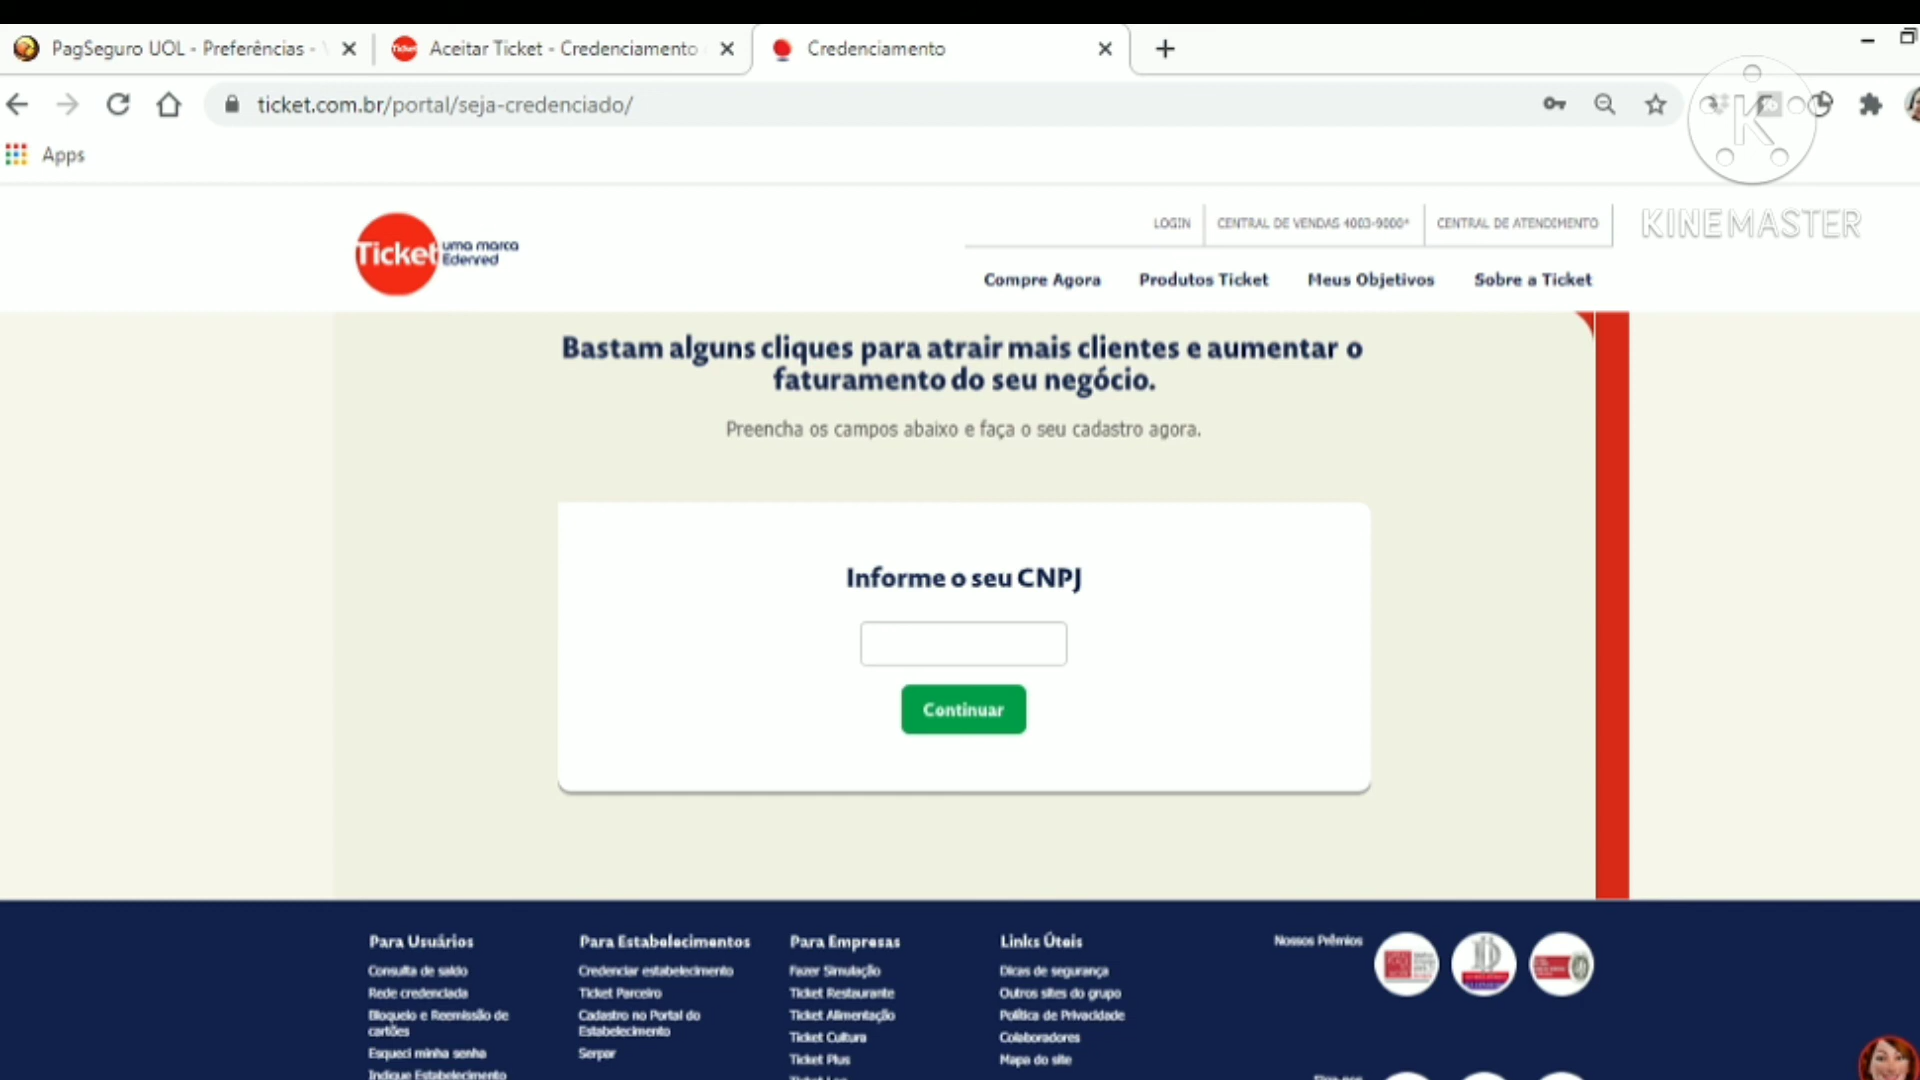 PagSeguro UOL - Preferências -
Aceitar Ticket - Credenciamento
Credenciamento
ticket.com.br/portal/seja-credenciado/
Apps
K
KINEMASTER
LOGIN
CENTRAL DE VENDAS 4003-9000*
CENTRAL DE ATENDIMENTO
Ticket
uma marca
Edenred
Compre Agora
Produtos Ticket
Meus Objetivos
Sobre a Ticket
Bastam alguns cliques para atrair mais clientes e aumentar o
faturamento do seu negócio.
Preencha os campos abaixo e faça o seu cadastro agora.
Informe o seu CNPJ
Continuar
Para Usuários
Consulta de saldo
Rede credenciada
Bloqueio e Reemissão de
cartões
Esqueci minha senha
Indique Estabelecimento
Para Estabelecimentos
Credenciar estabelecimento
Ticket Parceiro
Cadastro no Portal do
Estabelecimento
Serpar
Para Empresas
Fazer Simulação
Ticket Restaurante
Ticket Alimentação
Ticket Cultura
Ticket Plus
Links Úteis
Dicas de segurança
Outros sites do grupo
Política de Privacidade
Colaboradores
Mapa do site
Nossos Prêmios